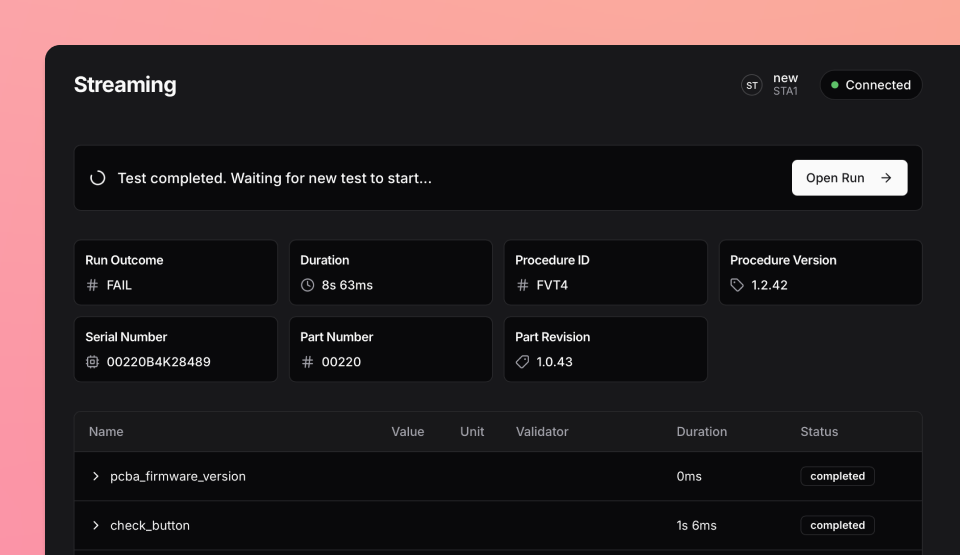 Streaming
ST
new
STA1
Connected
Test completed. Waiting for new test to start...
Open Run
Run Outcome
FAIL
Duration
8s 63ms
Procedure ID
FVT4
Procedure Version
1.2.42
Serial Number
00220B4K28489
Part Number
00220
Part Revision
1.0.43
Name Value Unit Validator Duration Status
pcba_firmware_version 0ms completed
check_button 1s 6ms completed